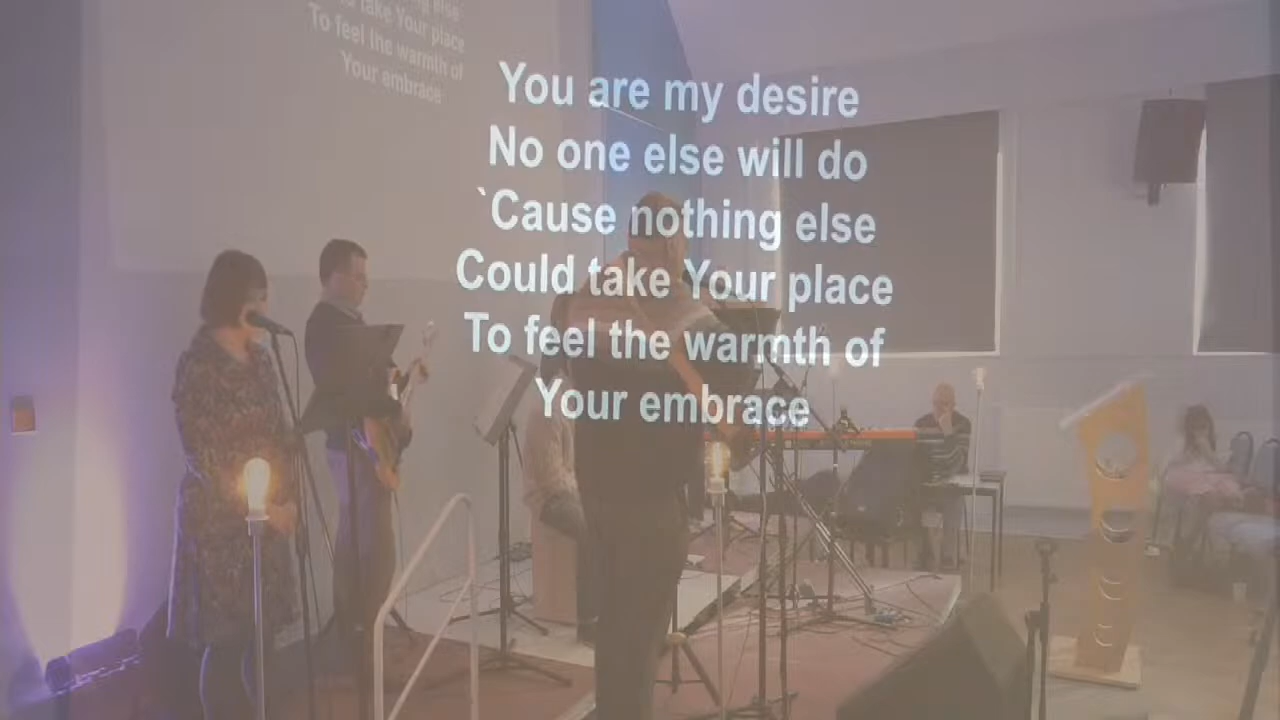 take Your place
To feel the warmth of
Your embrace
You are my desire
No one else will do
`Cause nothing else
Could take Your place
To feel the warmth of
Your embrace